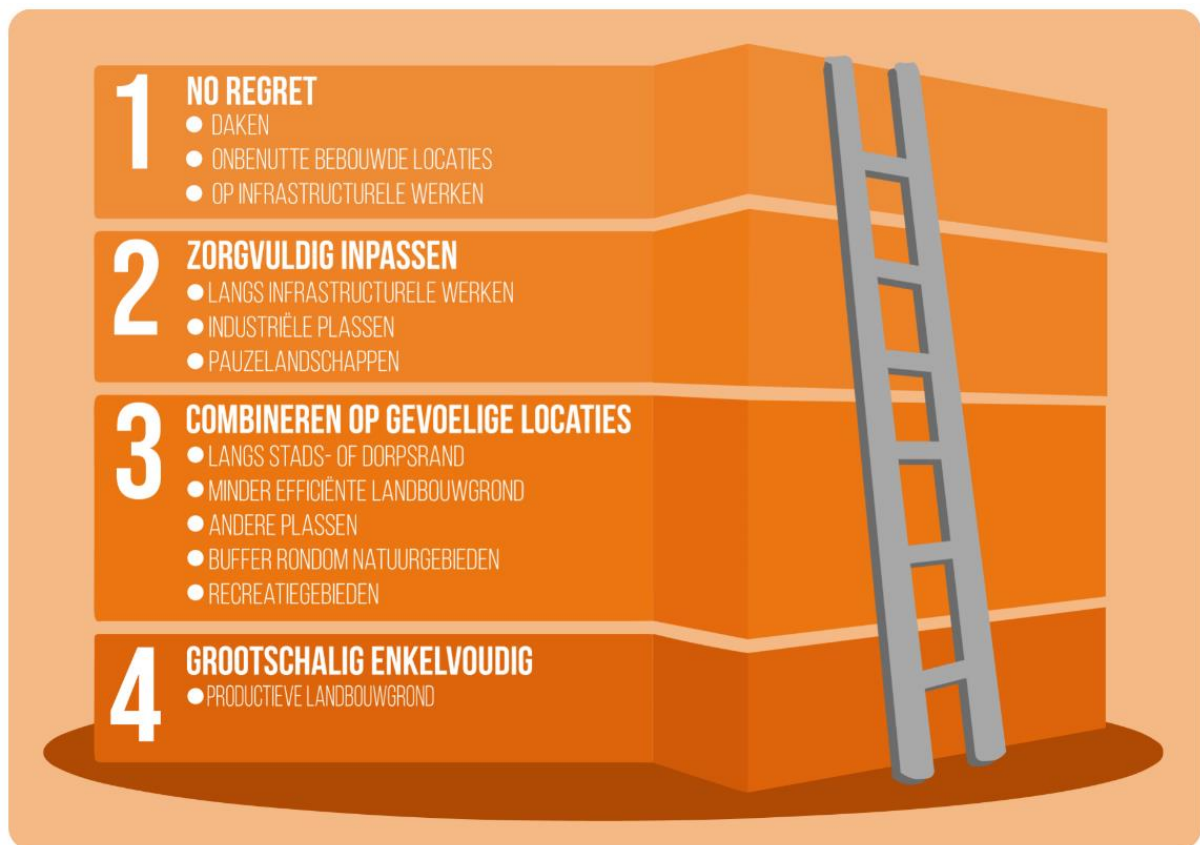 1
NO REGRET
● DAKEN
● ONBENUTTE BEBOUWDE LOCATIES
● OP INFRASTRUCTURELE WERKEN
2
ZORGVULDIG INPASSEN
● LANGS INFRASTRUCTURELE WERKEN
● INDUSTRIËLE PLASSEN
● PAUZELANDSCHAPPEN
3
COMBINEREN OP GEVOELIGE LOCATIES
● LANGS STADS- OF DORPSRAND
● MINDER EFFICIËNTE LANDBOUWGROND
● ANDERE PLASSEN
● BUFFER RONDOM NATUURGEBIEDEN
● RECREATIEGEBIEDEN
4
GROOTSCHALIG ENKELVOUDIG
● PRODUCTIEVE LANDBOUWGROND